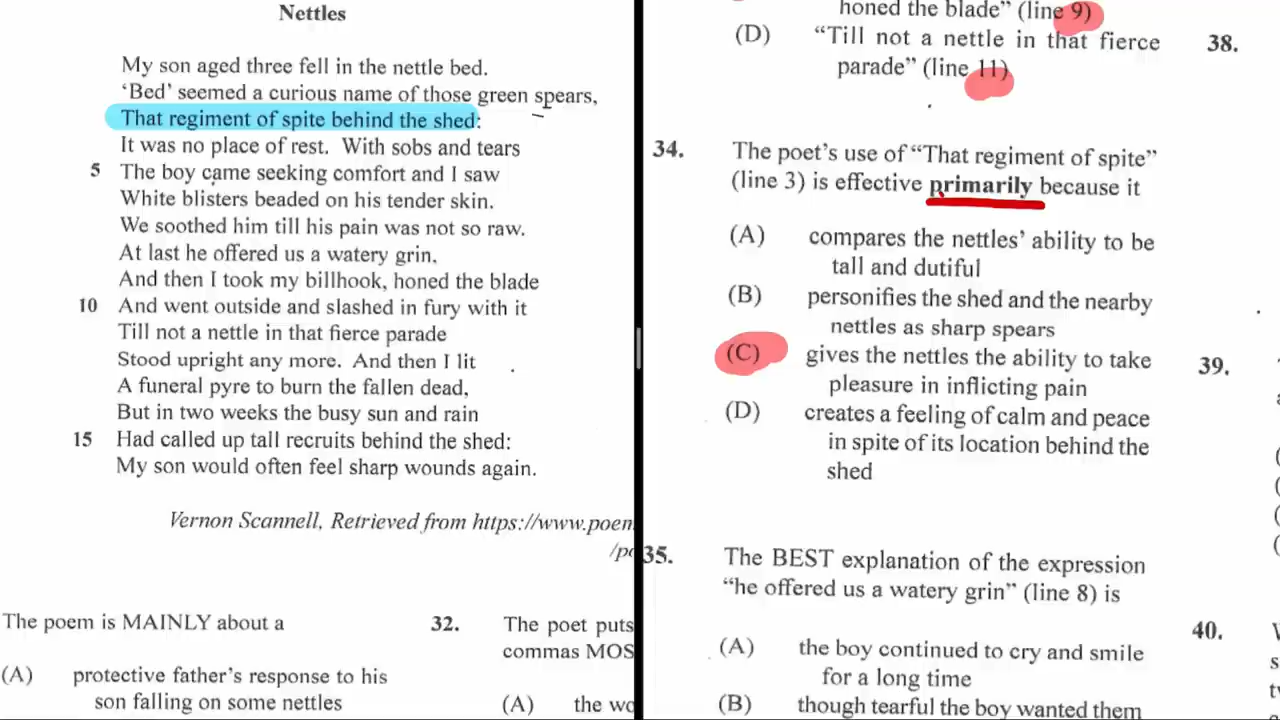 Nettles
My son aged three fell in the nettle bed.
‘Bed’ seemed a curious name of those green spears,
That regiment of spite behind the shed:
It was no place of rest. With sobs and tears
5 The boy came seeking comfort and I saw
White blisters beaded on his tender skin.
We soothed him till his pain was not so raw.
At last he offered us a watery grin,
And then I took my billhook, honed the blade
10 And went outside and slashed in fury with it
Till not a nettle in that fierce parade
Stood upright any more. And then I lit
A funeral pyre to burn the fallen dead,
But in two weeks the busy sun and rain
15 Had called up tall recruits behind the shed:
My son would often feel sharp wounds again.
Vernon Scannell, Retrieved from https://www.poem
/po
The poem is MAINLY about a
(A) protective father’s response to his
son falling on some nettles
32. The poet puts
commas MOS
(A) the wo
honed the blade” (line 9)
(D) “Till not a nettle in that fierce
parade” (line 11)
34. The poet’s use of “That regiment of spite”
(line 3) is effective primarily because it
(A) compares the nettles’ ability to be
tall and dutiful
(B) personifies the shed and the nearby
nettles as sharp spears
(C) gives the nettles the ability to take
pleasure in inflicting pain
(D) creates a feeling of calm and peace
in spite of its location behind the
shed
35. The BEST explanation of the expression
“he offered us a watery grin” (line 8) is
(A) the boy continued to cry and smile
for a long time
(B) though tearful the boy wanted them
38.
39.
40.